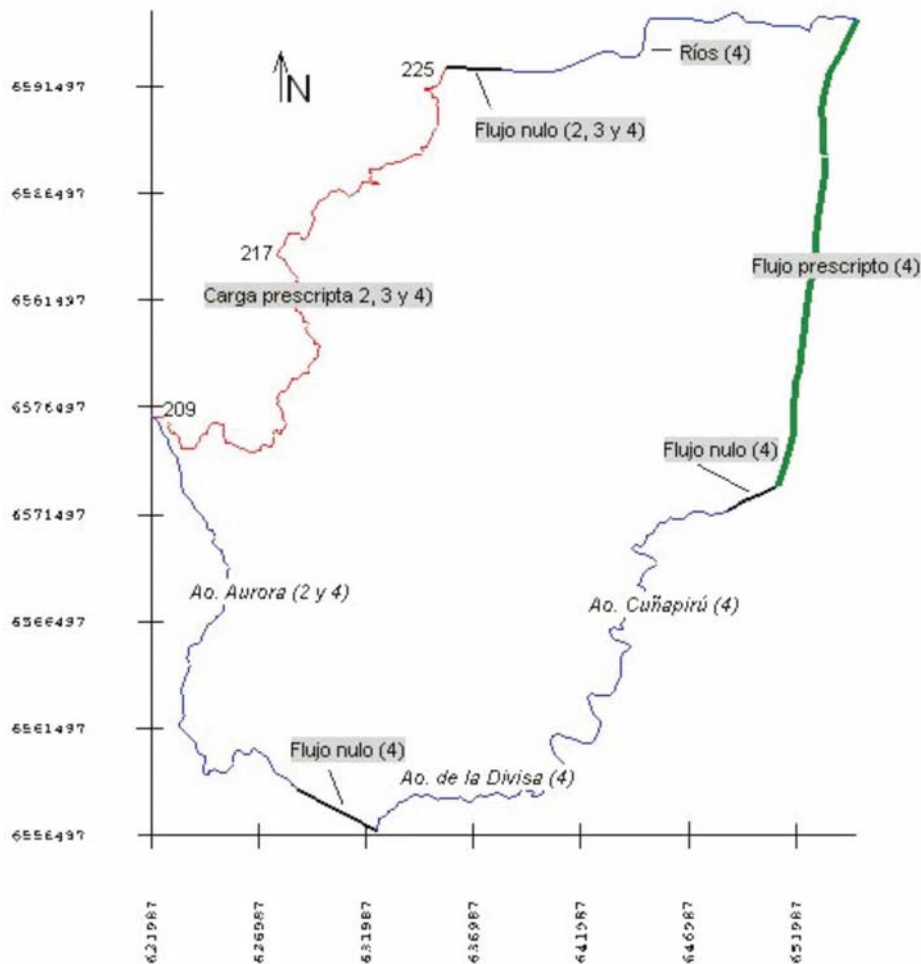 225
N
Ríos (4)
6591497
Flujo nulo (2, 3 y 4)
6586497
217
Flujo prescripto (4)
Carga prescripta 2, 3 y 4)
6581497
6576497
209
Flujo nulo (4)
6571497
Ao. Aurora (2 y 4)
Ao. Cuñapirú (4)
6566497
6561497
Flujo nulo (4)
Ao. de la Divisa (4)
6556497
621987
626987
631987
636987
641987
646987
651987